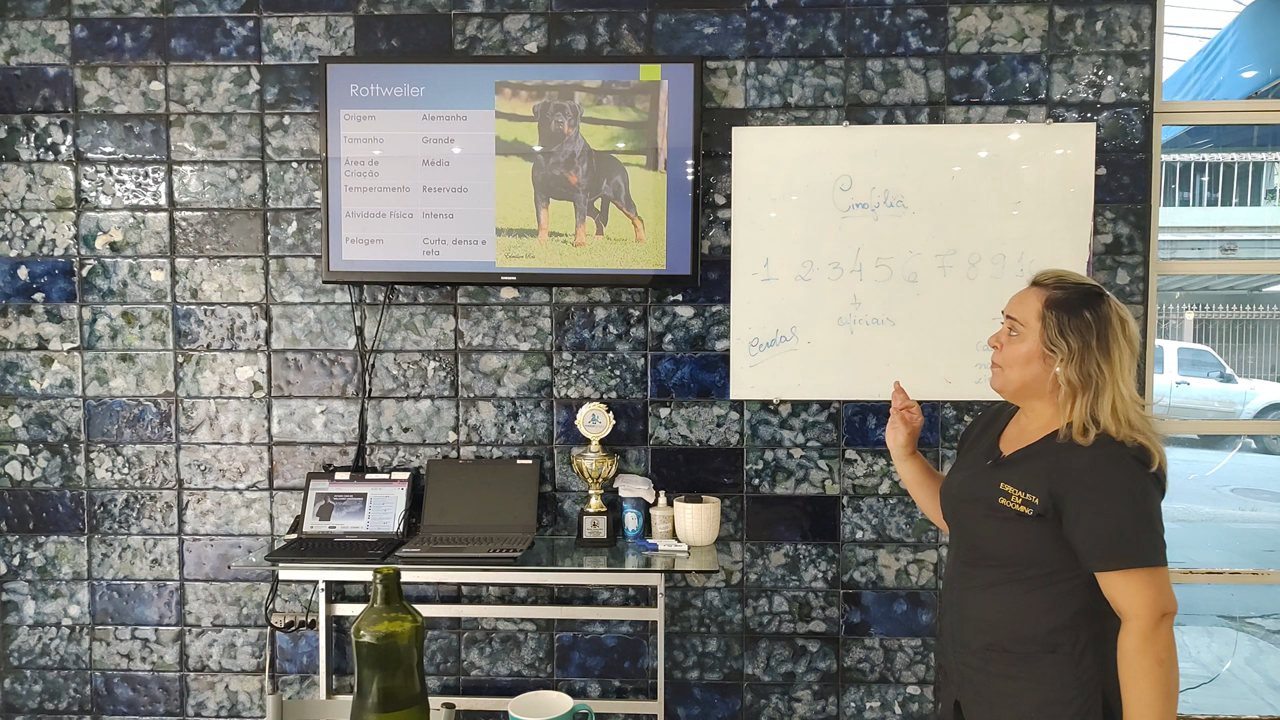 Rottweiler
Origem Alemanha
Tamanho Grande
Área de Criação Média
Temperamento Reservado
Atividade Física Intensa
Pelagem Curta, densa e reta
SAMSUNG
Cinofilia
-1 2 3 4 5 6 7 8 9
oficiais
Cerdas
ESPECIALISTA
EM
GROOMING